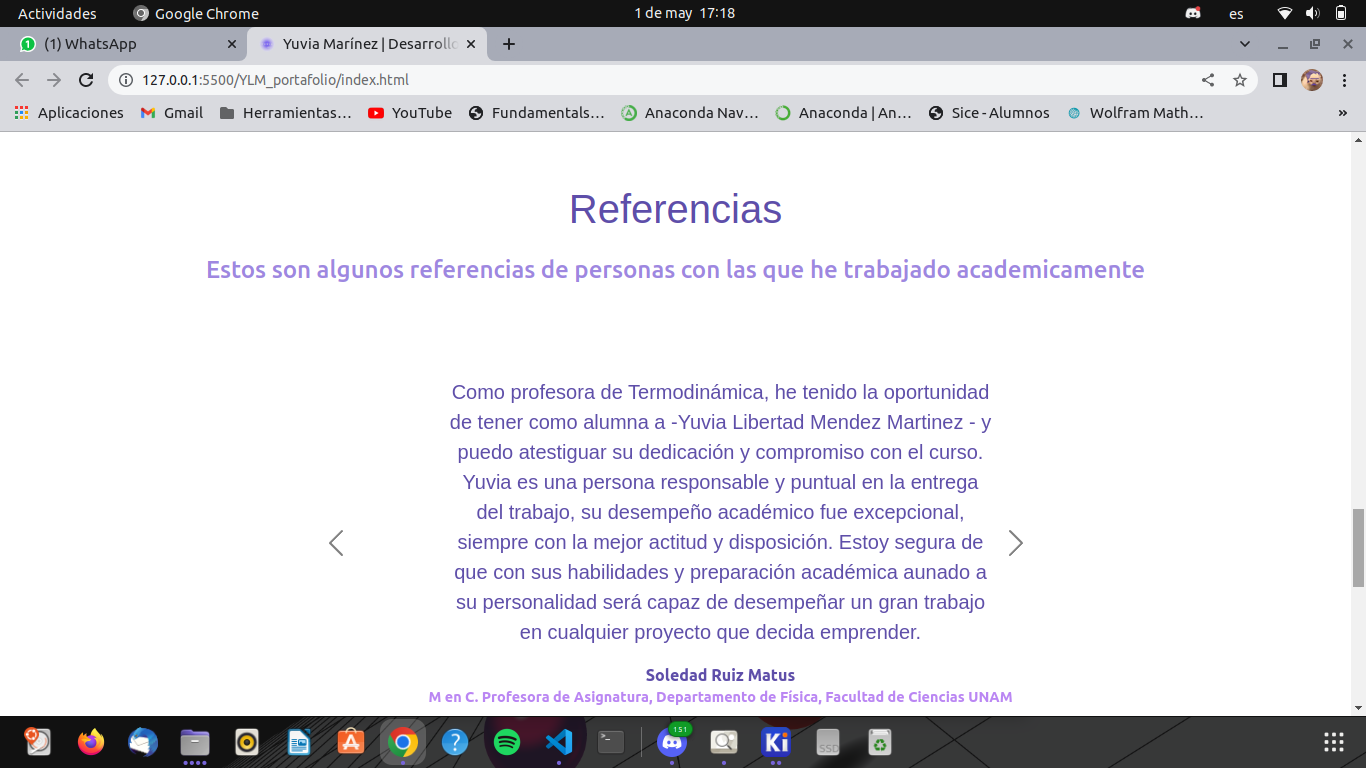 Actividades
Google Chrome
1 de may 17:18
es
(1) WhatsApp
Yuvia Marínez | Desarrollo
127.0.0.1:5500/YLM_portafolio/index.html
Aplicaciones
Gmail
Herramientas…
YouTube
Fundamentals…
Anaconda Nav…
Anaconda | An…
Sice - Alumnos
Wolfram Math…
»
Referencias
Estos son algunos referencias de personas con las que he trabajado academicamente
Como profesora de Termodinámica, he tenido la oportunidad
de tener como alumna a -Yuvia Libertad Mendez Martinez - y
puedo atestiguar su dedicación y compromiso con el curso.
Yuvia es una persona responsable y puntual en la entrega
del trabajo, su desempeño académico fue excepcional,
siempre con la mejor actitud y disposición. Estoy segura de
que con sus habilidades y preparación académica aunado a
su personalidad será capaz de desempeñar un gran trabajo
en cualquier proyecto que decida emprender.
Soledad Ruiz Matus
M en C. Profesora de Asignatura, Departamento de Física, Facultad de Ciencias UNAM
151
Ki
SSD